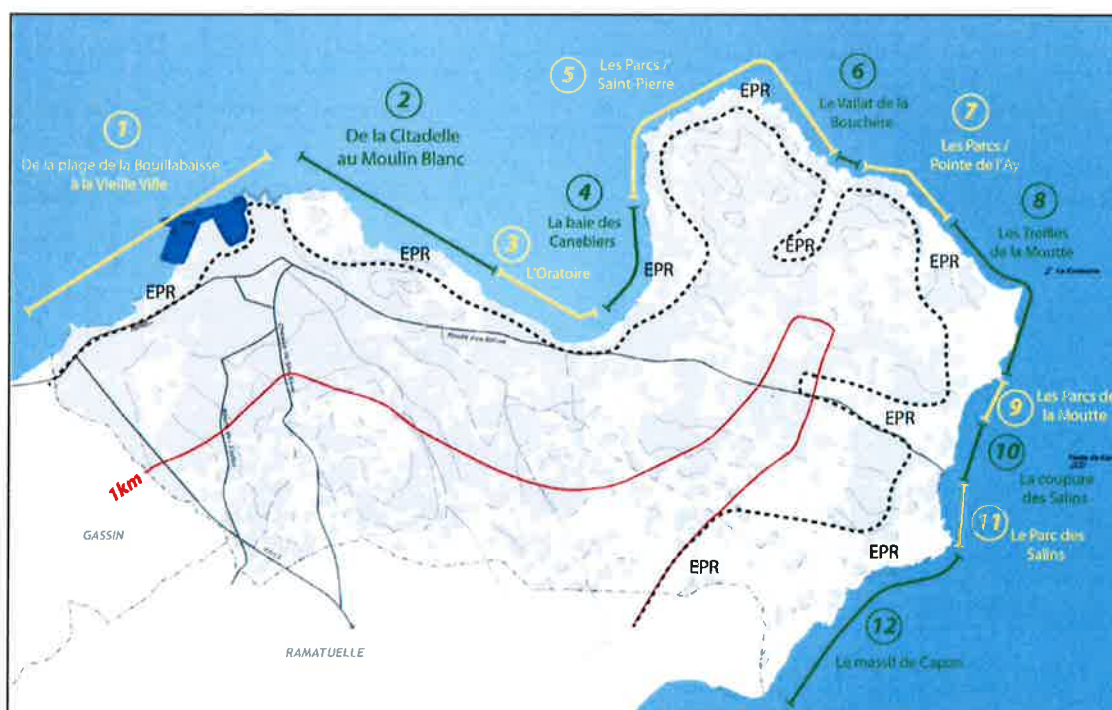 1
De la plage de la Bouillabaisse
à la Vieille Ville
2
De la Citadelle
au Moulin Blanc
3
L'Oratoire
4
La baie des
Canebiers
5
Les Parcs /
Saint-Pierre
6
Le Vallat de la
Bouchère
7
Les Parcs /
Pointe de l'Ay
8
Les Treilles
de la Moutte
9
Les Parcs de
la Moutte
10
La coupure
des Salins
11
Le Parc des
Salins
12
Le massif de Capon
EPR
EPR
EPR
EPR
EPR
EPR
EPR
EPR
EPR
1km
GASSIN
RAMATUELLE